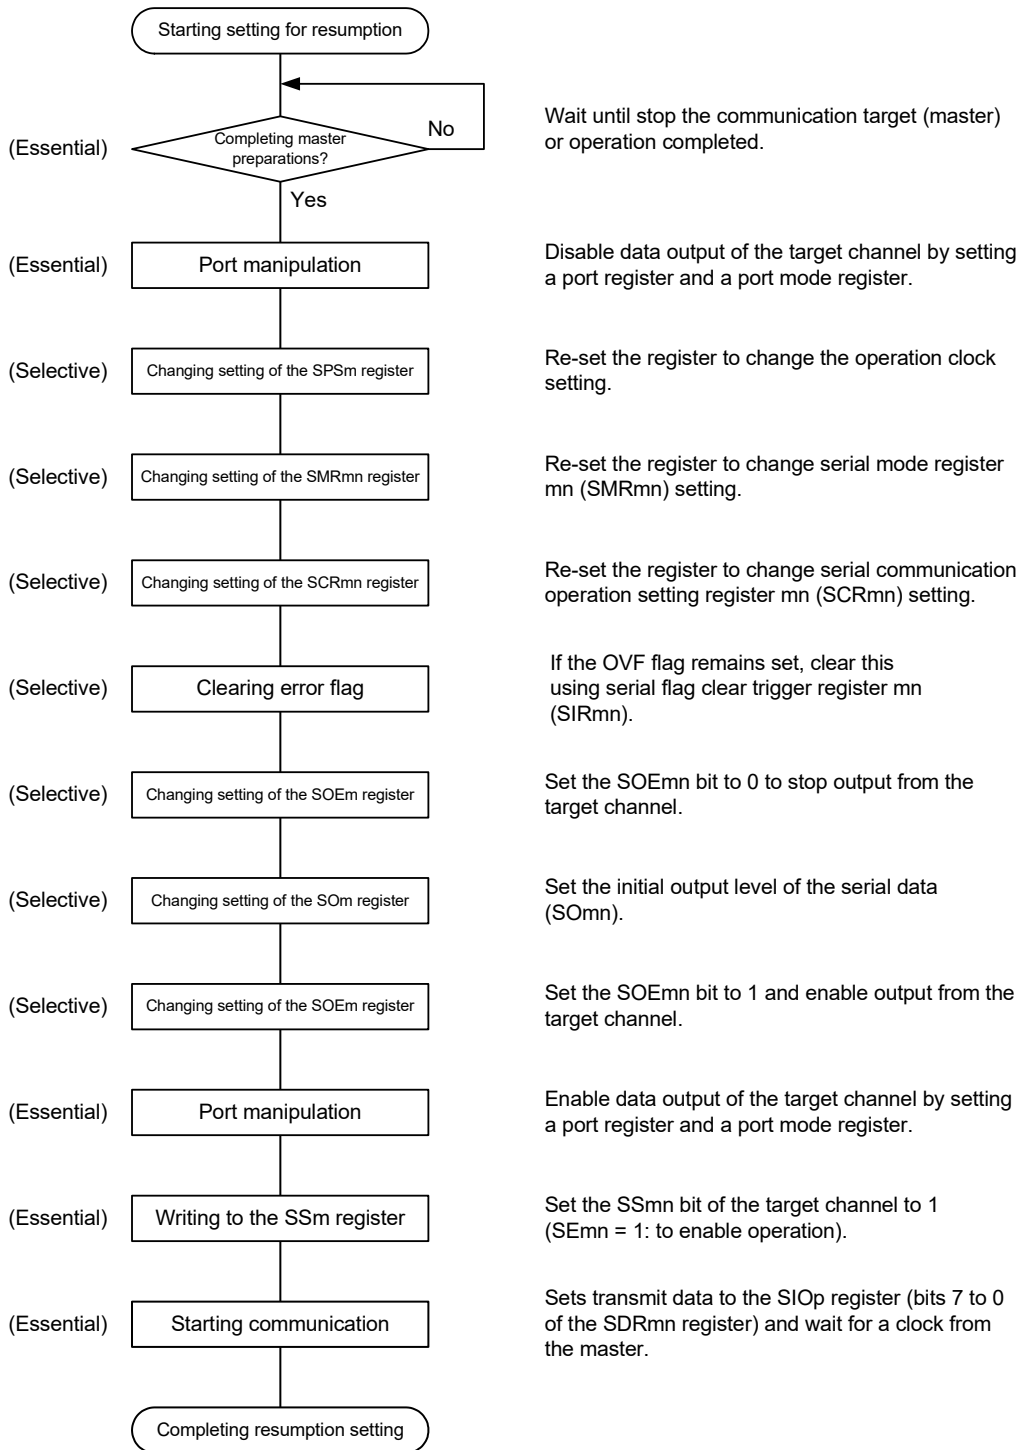 Starting setting for resumption
(Essential)
Completing master
preparations?
No
Wait until stop the communication target (master)
or operation completed.
Yes
(Essential)
Port manipulation
Disable data output of the target channel by setting
a port register and a port mode register.
(Selective)
Changing setting of the SPSm register
Re-set the register to change the operation clock
setting.
(Selective)
Changing setting of the SMRmn register
Re-set the register to change serial mode register
mn (SMRmn) setting.
(Selective)
Changing setting of the SCRmn register
Re-set the register to change serial communication
operation setting register mn (SCRmn) setting.
(Selective)
Clearing error flag
If the OVF flag remains set, clear this
using serial flag clear trigger register mn
(SIRmn).
(Selective)
Changing setting of the SOEm register
Set the SOEmn bit to 0 to stop output from the
target channel.
(Selective)
Changing setting of the SOm register
Set the initial output level of the serial data
(SOmn).
(Selective)
Changing setting of the SOEm register
Set the SOEmn bit to 1 and enable output from the
target channel.
(Essential)
Port manipulation
Enable data output of the target channel by setting
a port register and a port mode register.
(Essential)
Writing to the SSm register
Set the SSmn bit of the target channel to 1
(SEmn = 1: to enable operation).
(Essential)
Starting communication
Sets transmit data to the SIOp register (bits 7 to 0
of the SDRmn register) and wait for a clock from
the master.
Completing resumption setting